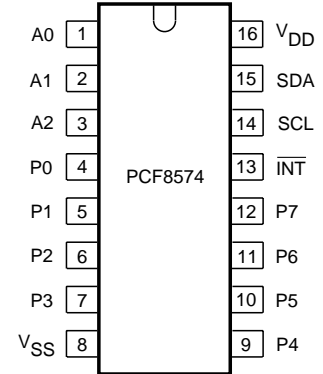 A0 1 16 VDD
A1 2 15 SDA
A2 3 14 SCL
P0 4 13 INT
PCF8574
P1 5 12 P7
P2 6 11 P6
P3 7 10 P5
VSS 8 9 P4